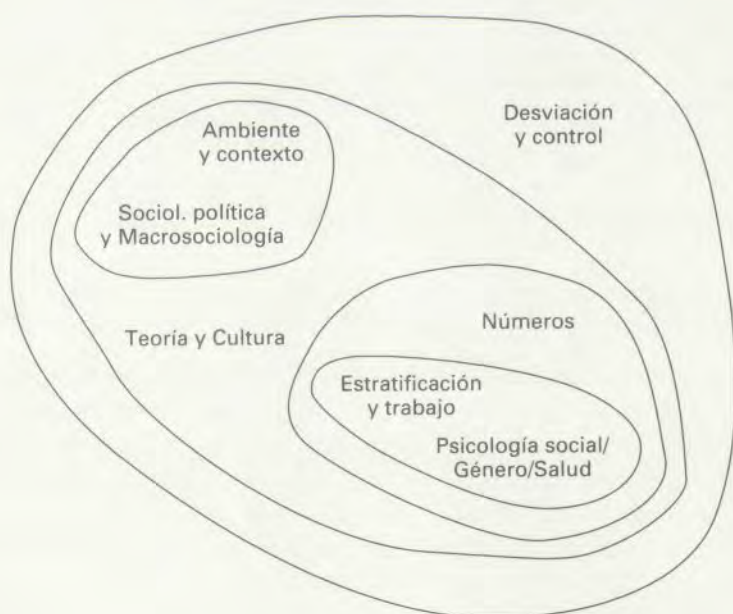 Desviación
y control
Ambiente
y contexto
Sociol. política
y Macrosociología
Teoría y Cultura
Números
Estratificación
y trabajo
Psicología social/
Género/Salud